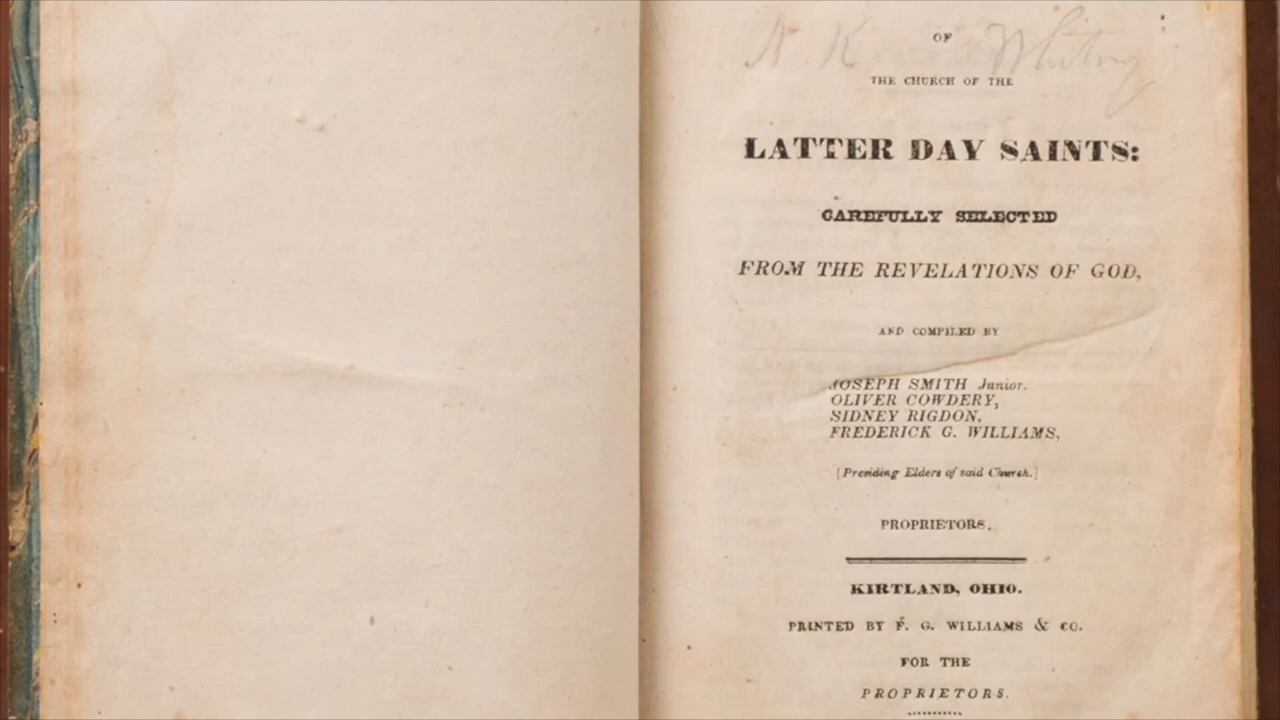 N. K. Whitney
OF
THE CHURCH OF THE
LATTER DAY SAINTS:
CAREFULLY SELECTED
FROM THE REVELATIONS OF GOD,
AND COMPILED BY
JOSEPH SMITH Junior.
OLIVER COWDERY,
SIDNEY RIGDON,
FREDERICK G. WILLIAMS,
[Presiding Elders of said Church.]
PROPRIETORS.
KIRTLAND, OHIO.
PRINTED BY F. G. WILLIAMS & CO.
FOR THE
PROPRIETORS.